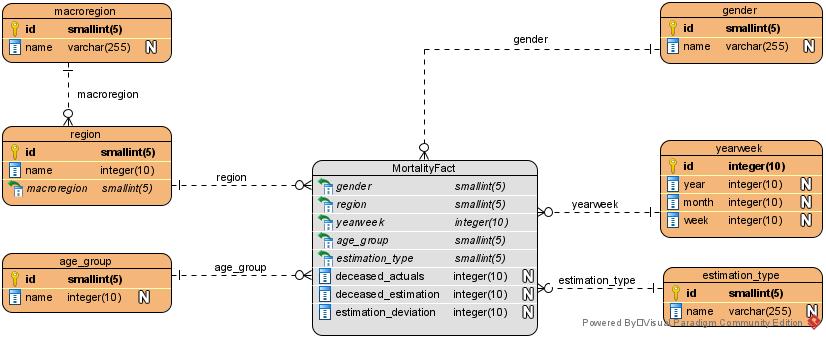 macroregion
id smallint(5)
name varchar(255) N
macroregion
region
id smallint(5)
name integer(10)
macroregion smallint(5)
region
age_group
id smallint(5)
name integer(10) N
age_group
MortalityFact
gender smallint(5)
region smallint(5)
yearweek integer(10)
age_group smallint(5)
estimation_type smallint(5)
deceased_actuals integer(10) N
deceased_estimation integer(10) N
estimation_deviation integer(10) N
gender
gender
id smallint(5)
name varchar(255) N
yearweek
yearweek
id integer(10)
year integer(10) N
month integer(10) N
week integer(10) N
estimation_type
estimation_type
id smallint(5)
name varchar(255) N
Powered By Visual Paradigm Community Edition